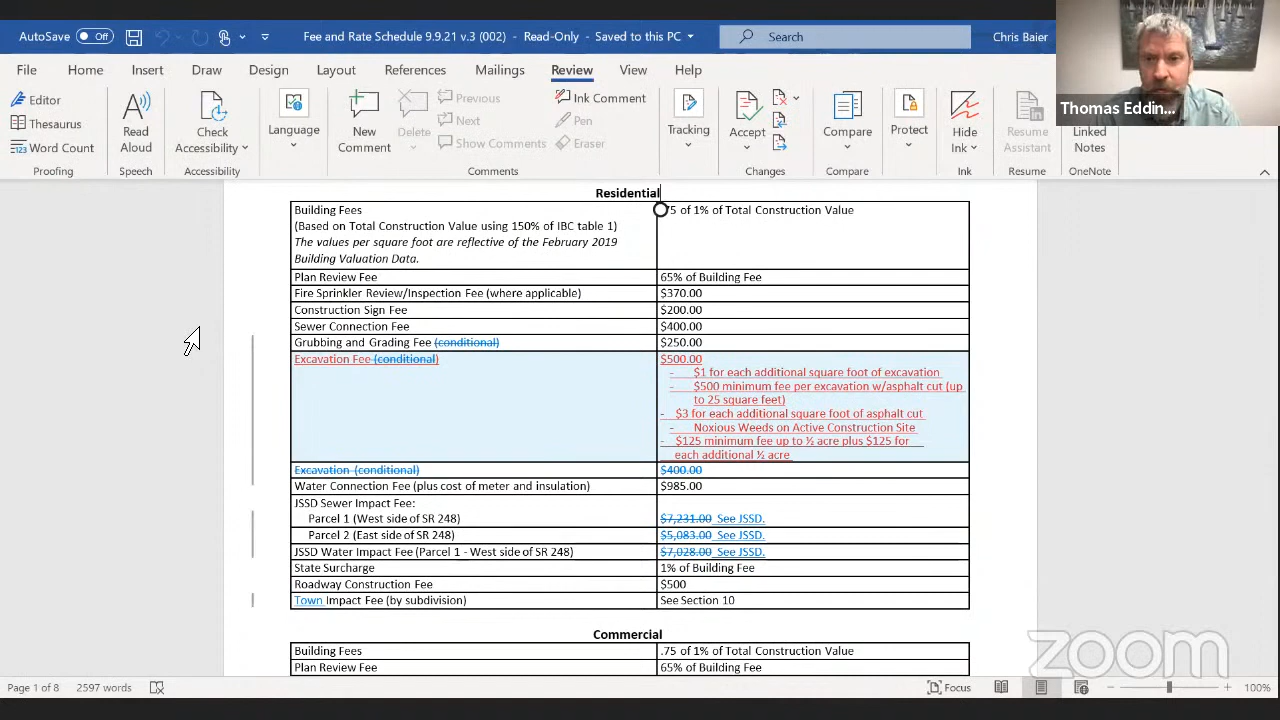 AutoSave Off
Fee and Rate Schedule 9.9.21 v.3 (002) - Read-Only - Saved to this PC
Search
Chris Baier
Thomas Eddin...
File Home Insert Draw Design Layout References Mailings Review View Help
Editor
Thesaurus
Word Count
Proofing
Read Aloud
Speech
Check Accessibility
Accessibility
Language
New Comment
Delete
Previous
Next
Show Comments
Comments
Ink Comment
Pen
Eraser
Tracking
Accept
Changes
Compare
Compare
Protect
Hide Ink
Ink
Resume Assistant
Resume
Linked Notes
OneNote
Residential
Building Fees
(Based on Total Construction Value using 150% of IBC table 1)
The values per square foot are reflective of the February 2019
Building Valuation Data.
75 of 1% of Total Construction Value
Plan Review Fee 65% of Building Fee
Fire Sprinkler Review/Inspection Fee (where applicable) $370.00
Construction Sign Fee $200.00
Sewer Connection Fee $400.00
Grubbing and Grading Fee (conditional) $250.00
Excavation Fee (conditional) $500.00
- $1 for each additional square foot of excavation
- $500 minimum fee per excavation w/asphalt cut (up
to 25 square feet)
- $3 for each additional square foot of asphalt cut
- Noxious Weeds on Active Construction Site
- $125 minimum fee up to ½ acre plus $125 for
each additional ½ acre
Excavation (conditional) $400.00
Water Connection Fee (plus cost of meter and insulation) $985.00
JSSD Sewer Impact Fee:
Parcel 1 (West side of SR 248) $7,231.00 See JSSD.
Parcel 2 (East side of SR 248) $5,083.00 See JSSD.
JSSD Water Impact Fee (Parcel 1 - West side of SR 248) $7,028.00 See JSSD.
State Surcharge 1% of Building Fee
Roadway Construction Fee $500
Town Impact Fee (by subdivision) See Section 10
Commercial
Building Fees .75 of 1% of Total Construction Value
Plan Review Fee 65% of Building Fee
zoom
Page 1 of 8 2597 words
Focus
100%